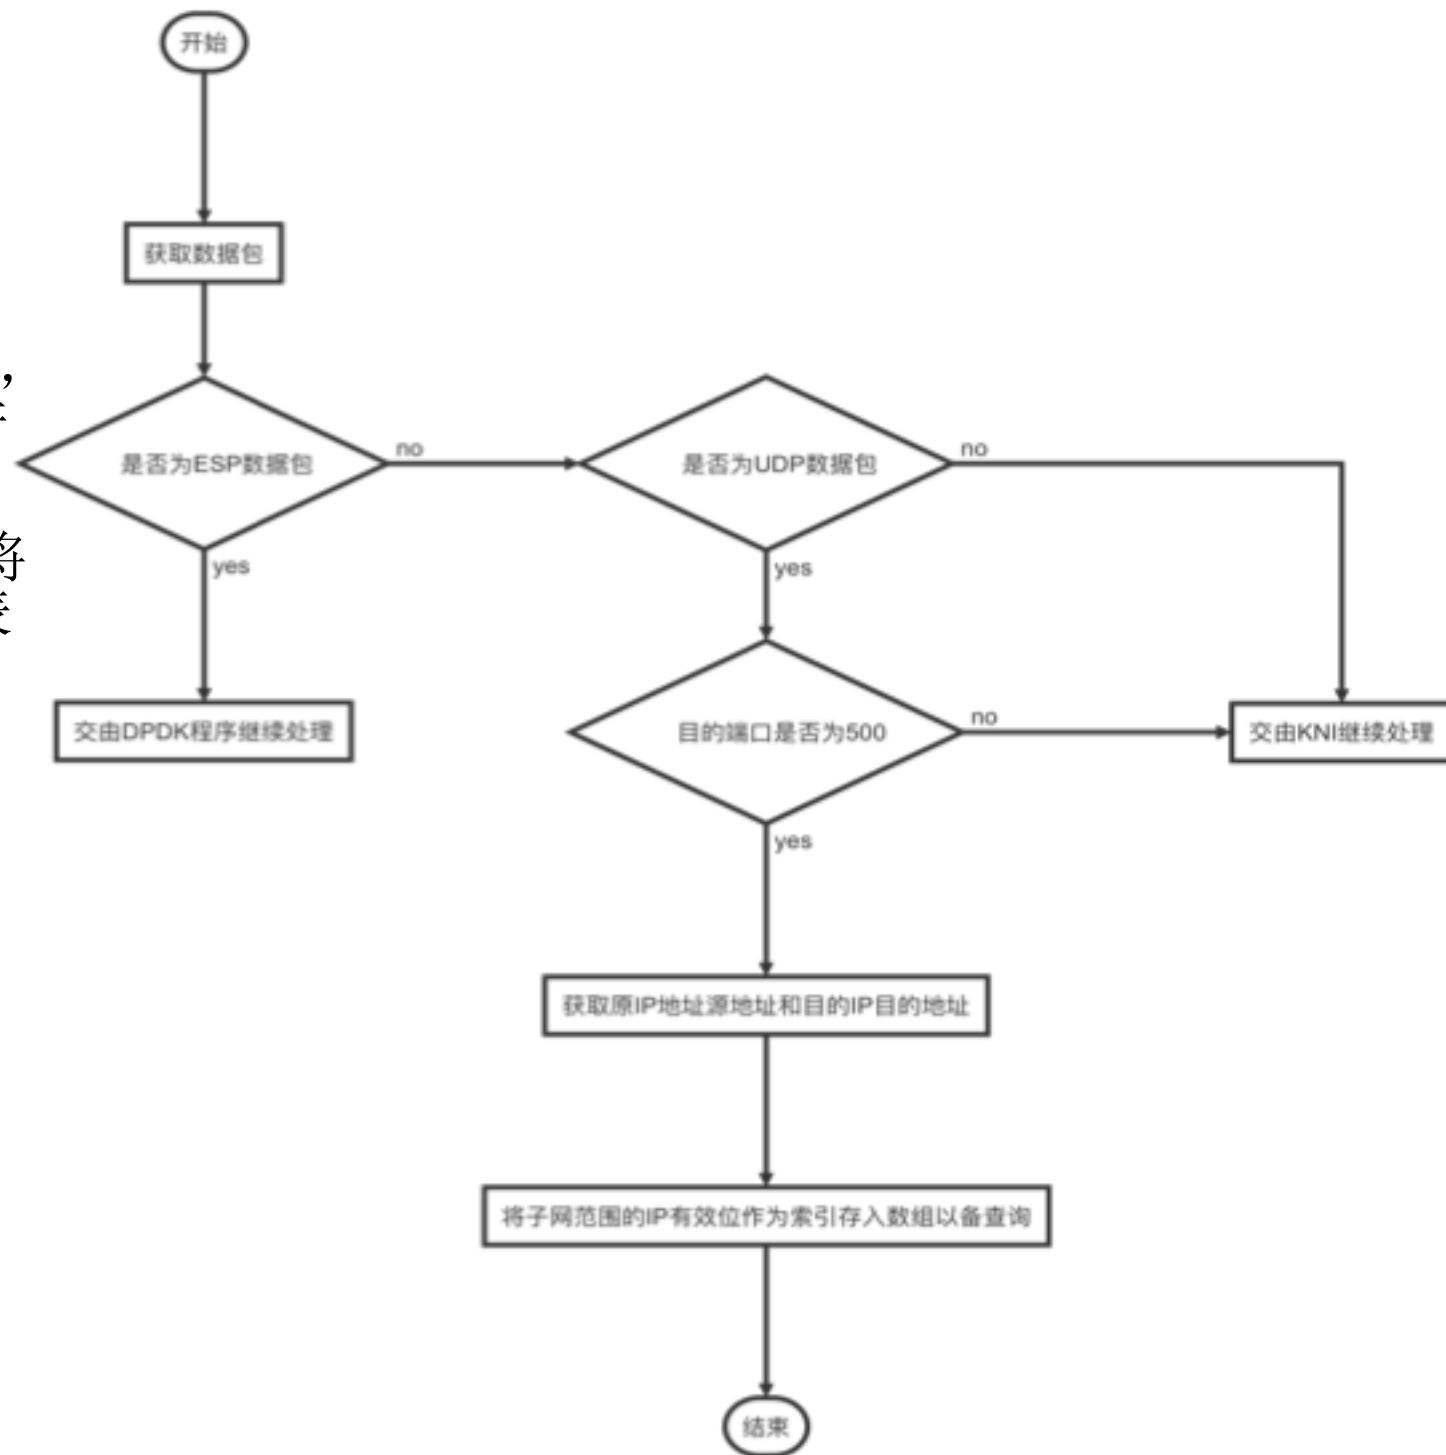 开始
获取数据包
，
是否为ESP数据包
no
是否为UDP数据包
no
将
yes
yes
交由DPDK程序继续处理
目的端口是否为500
no
交由KNI继续处理
yes
获取原IP地址源地址和目的IP目的地址
将子网范围的IP有效位作为索引存入数组以备查询
结束